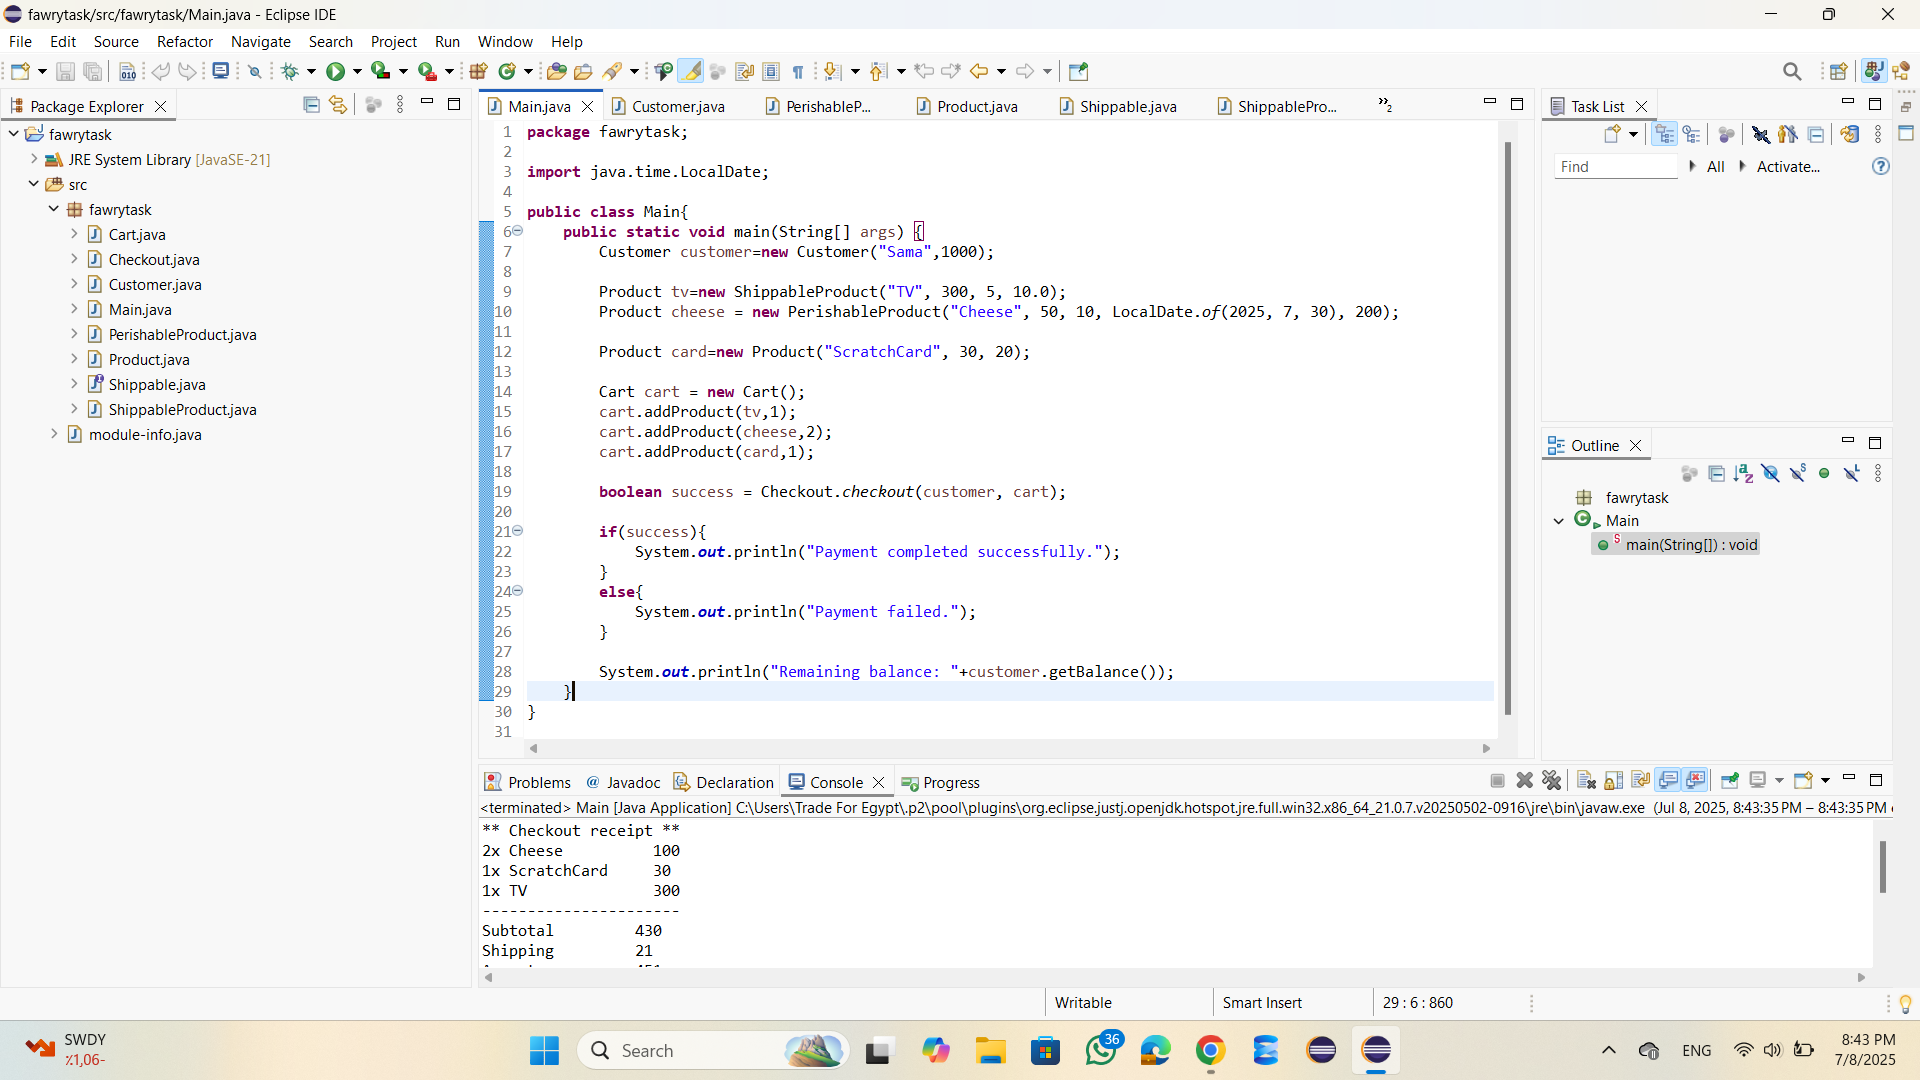 fawrytask/src/fawrytask/Main.java - Eclipse IDE
File Edit Source Refactor Navigate Search Project Run Window Help
Package Explorer
fawrytask
JRE System Library [JavaSE-21]
src
fawrytask
Cart.java
Checkout.java
Customer.java
Main.java
PerishableProduct.java
Product.java
Shippable.java
ShippableProduct.java
module-info.java
Main.java Customer.java PerishableP... Product.java Shippable.java ShippablePro... »2
1 package fawrytask;
2
3 import java.time.LocalDate;
4
5 public class Main{
6 public static void main(String[] args) {
7 Customer customer=new Customer("Sama",1000);
8
9 Product tv=new ShippableProduct("TV", 300, 5, 10.0);
10 Product cheese = new PerishableProduct("Cheese", 50, 10, LocalDate.of(2025, 7, 30), 200);
11
12 Product card=new Product("ScratchCard", 30, 20);
13
14 Cart cart = new Cart();
15 cart.addProduct(tv,1);
16 cart.addProduct(cheese,2);
17 cart.addProduct(card,1);
18
19 boolean success = Checkout.checkout(customer, cart);
20
21 if(success){
22 System.out.println("Payment completed successfully.");
23 }
24 else{
25 System.out.println("Payment failed.");
26 }
27
28 System.out.println("Remaining balance: "+customer.getBalance());
29 }
30 }
31
Task List
Find All Activate...
Outline
fawrytask
Main
main(String[]) : void
Problems Javadoc Declaration Console Progress
<terminated> Main [Java Application] C:\Users\Trade For Egypt\.p2\pool\plugins\org.eclipse.justj.openjdk.hotspot.jre.full.win32.x86_64_21.0.7.v20250502-0916\jre\bin\javaw.exe (Jul 8, 2025, 8:43:35 PM – 8:43:35 PM
** Checkout receipt **
2x Cheese 100
1x ScratchCard 30
1x TV 300
----------------------
Subtotal 430
Shipping 21
Writable Smart Insert 29 : 6 : 860
SWDY
٪1,06-
Search
36
ENG
8:43 PM
7/8/2025